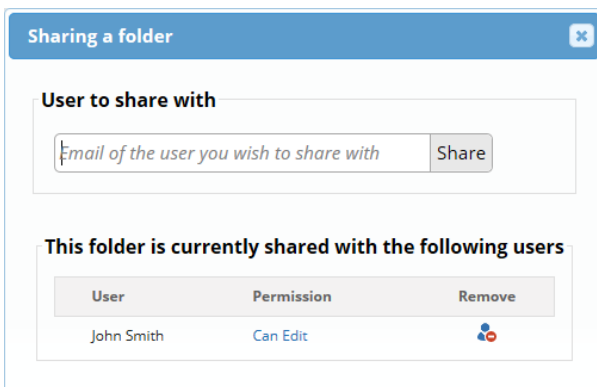 Sharing a folder
User to share with
Email of the user you wish to share with Share
This folder is currently shared with the following users
User Permission Remove
John Smith Can Edit